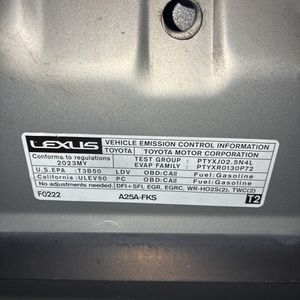 LEXUS VEHICLE EMISSION CONTROL INFORMATION
Conforms to regulations TOYOTA TOYOTA MOTOR CORPORATION
2023MY TEST GROUP : PTYXJ02.5N4L
EVAP FAMILY : PTYXR0130P72
U.S.EPA : T3B50 LDV OBD:CAII Fuel:Gasoline
California : ULEV50 PC OBD:CAII Fuel:Gasoline
No adjustments needed. DFI+SFI, EGR, EGRC, WR-HO2S(2), TWC(2)
F0222 A25A-FKS T2